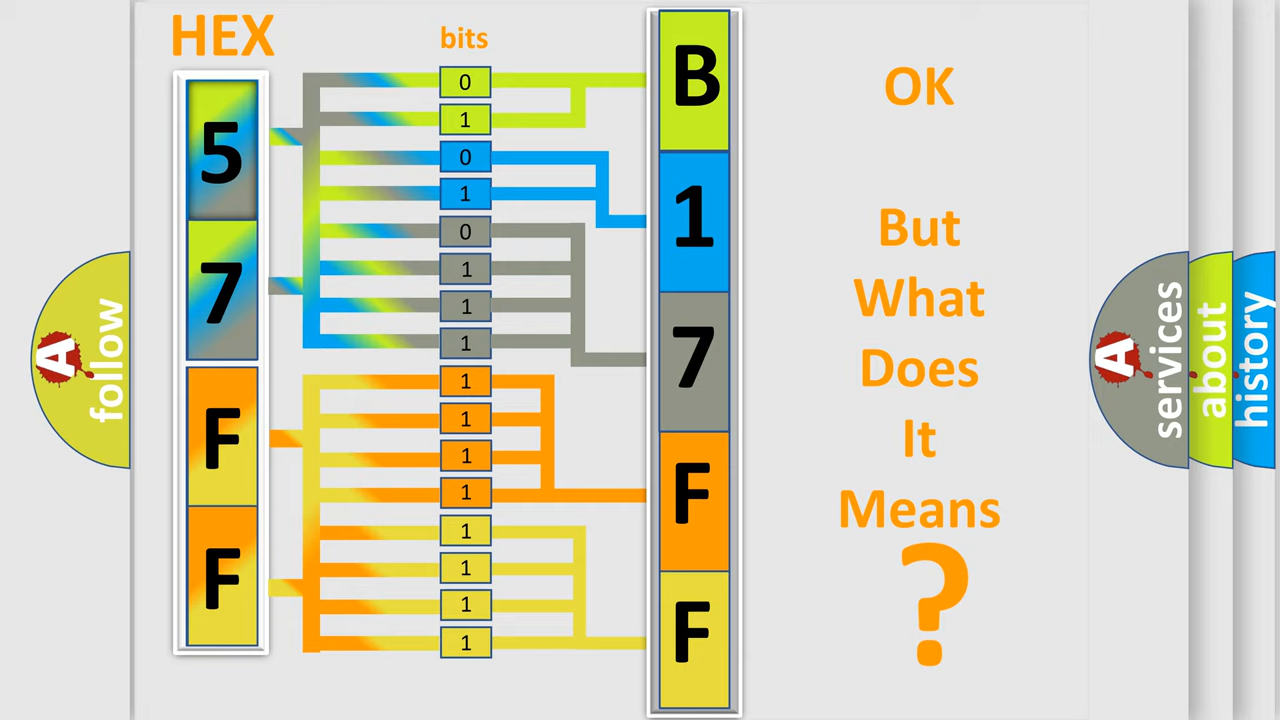 HEX
bits
5
7
F
F
0
1
0
1
0
1
1
1
1
1
1
1
1
1
1
1
B
1
7
F
F
OK
But
What
Does
It
Means
?
A
follow
A
services
about
history